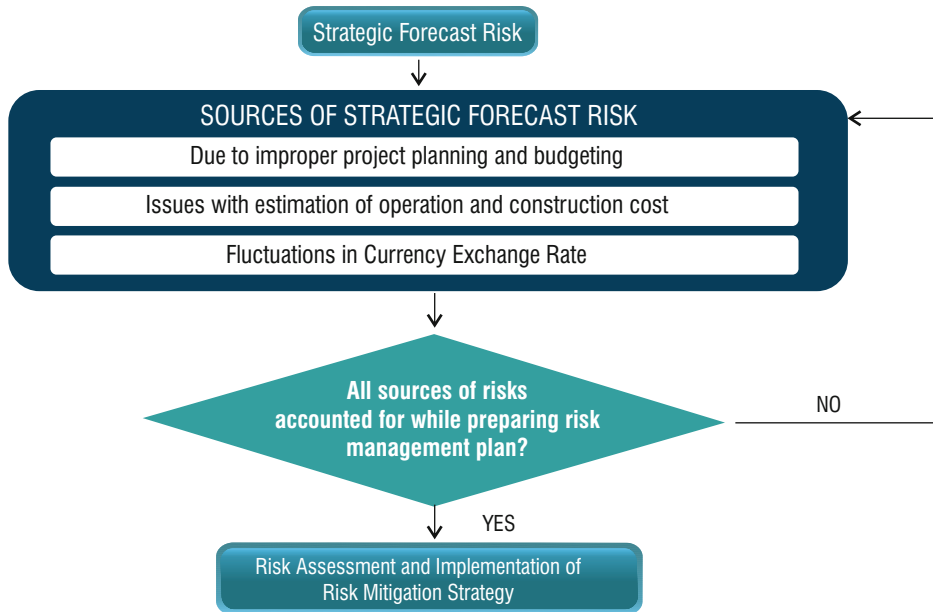 Strategic Forecast Risk
SOURCES OF STRATEGIC FORECAST RISK
Due to improper project planning and budgeting
Issues with estimation of operation and construction cost
Fluctuations in Currency Exchange Rate
All sources of risks
accounted for while preparing risk
management plan?
NO
YES
Risk Assessment and Implementation of
Risk Mitigation Strategy